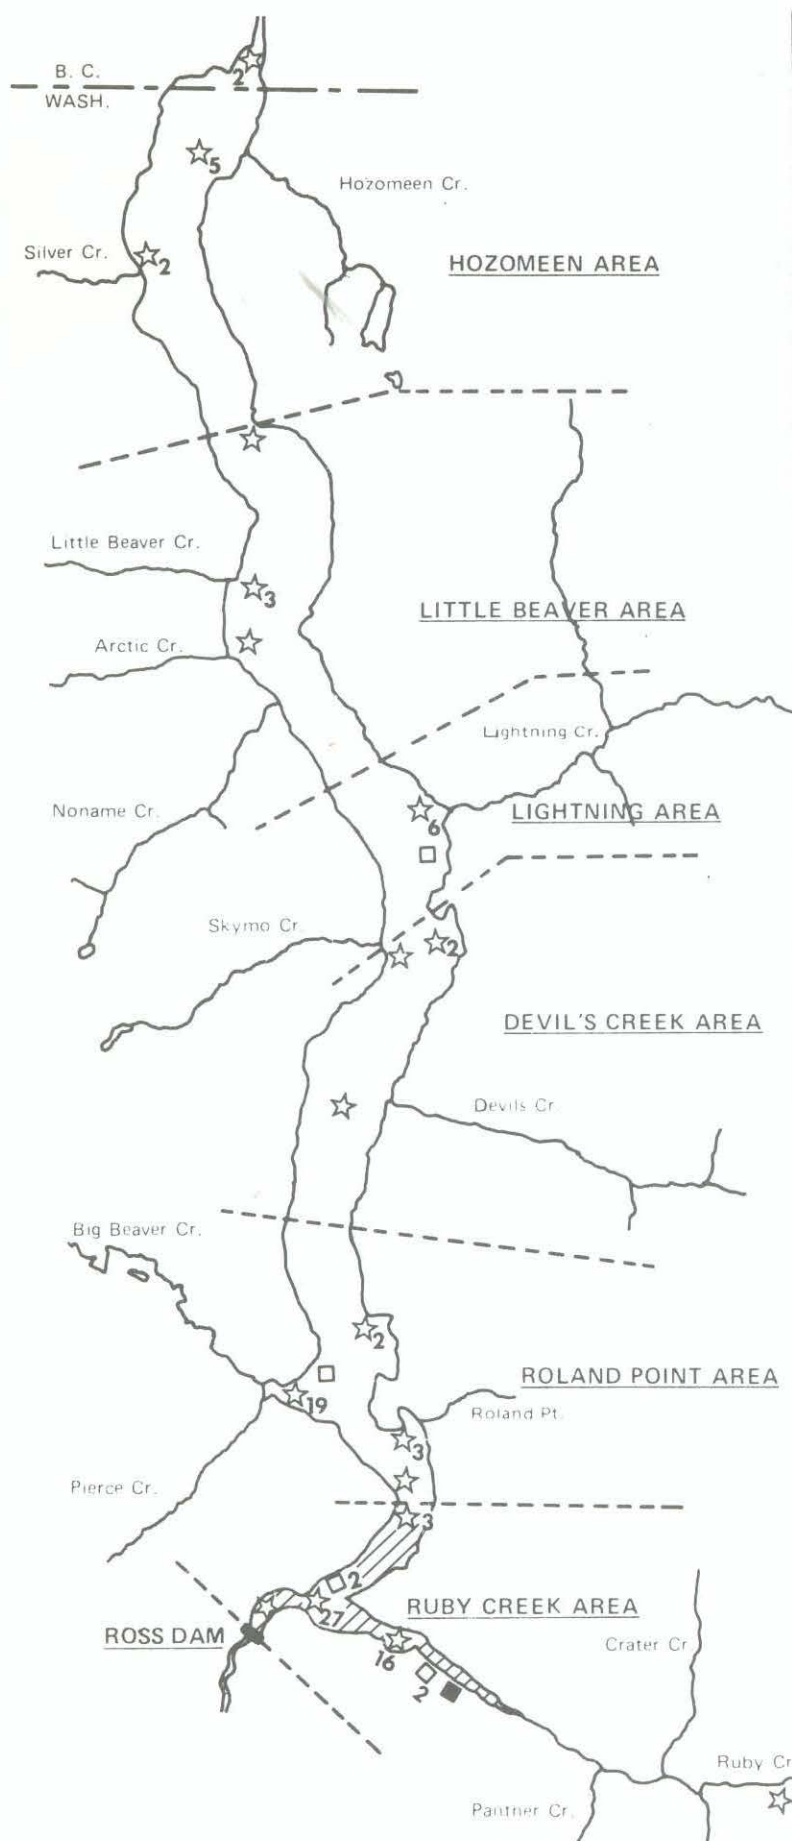 2
B. C.
WASH.
5
Hozomeen Cr.
Silver Cr.
2
HOZOMEEN AREA
Little Beaver Cr.
3
LITTLE BEAVER AREA
Arctic Cr.
Lightning Cr.
Noname Cr.
6
LIGHTNING AREA
Skymo Cr.
2
DEVIL'S CREEK AREA
Devils Cr.
Big Beaver Cr.
2
ROLAND POINT AREA
19
Roland Pt.
3
Pierce Cr.
3
2
27
RUBY CREEK AREA
ROSS DAM
16
Crater Cr.
2
Ruby Cr
Panther Cr.